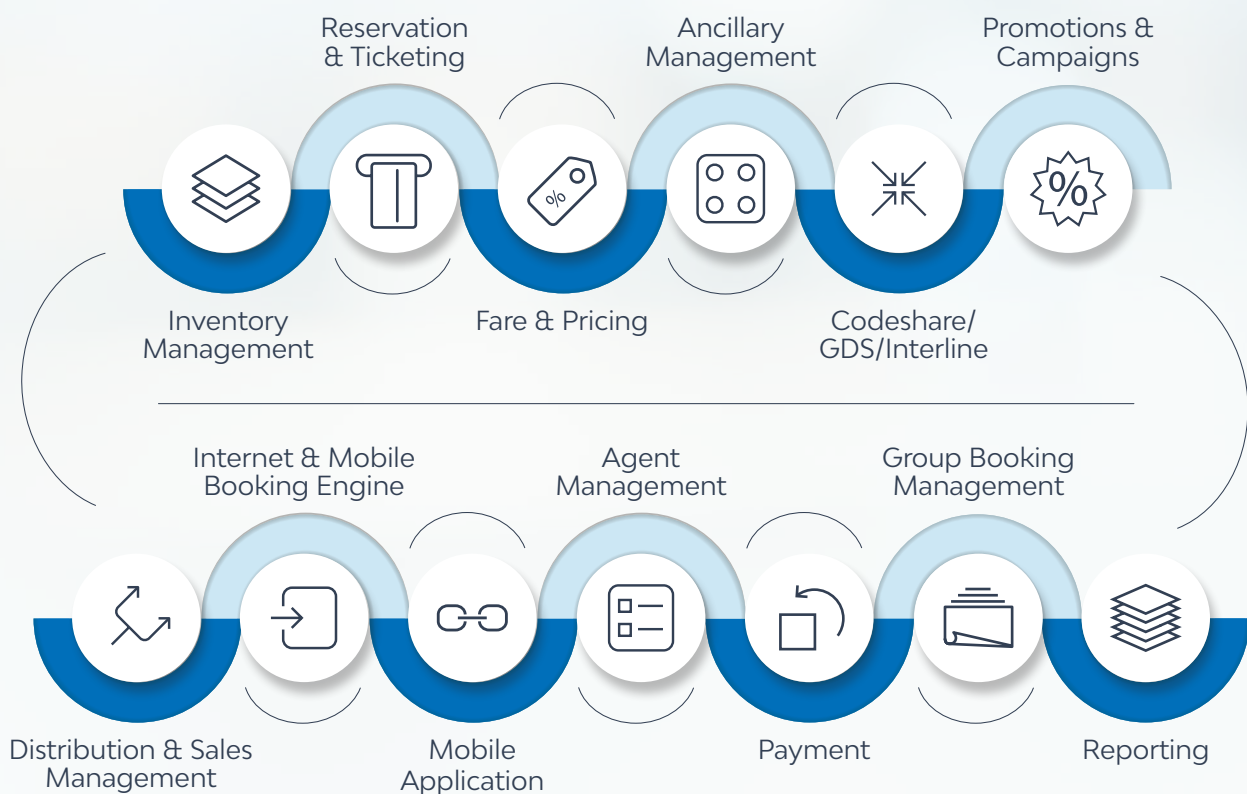 Reservation
& Ticketing
Ancillary
Management
Promotions &
Campaigns
%
%
Inventory
Management
Fare & Pricing
Codeshare/
GDS/Interline
Internet & Mobile
Booking Engine
Agent
Management
Group Booking
Management
Distribution & Sales
Management
Mobile
Application
Payment
Reporting